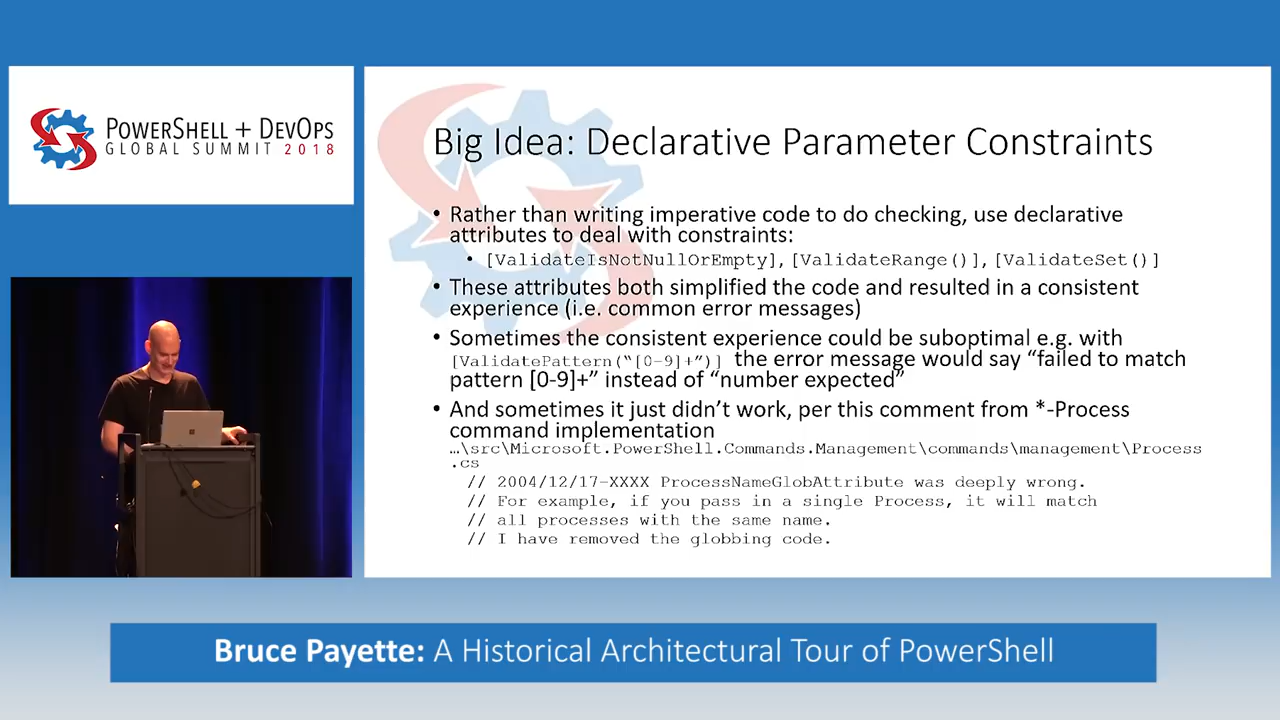 POWERSHELL + DEVOPS
GLOBAL SUMMIT 2018
Big Idea: Declarative Parameter Constraints
• Rather than writing imperative code to do checking, use declarative
attributes to deal with constraints:
• [ValidateIsNotNullOrEmpty],[ValidateRange()],[ValidateSet()]
• These attributes both simplified the code and resulted in a consistent
experience (i.e. common error messages)
• Sometimes the consistent experience could be suboptimal e.g. with
[ValidatePattern(“[0-9]+”)] the error message would say “failed to match
pattern [0-9]+” instead of “number expected”
• And sometimes it just didn’t work, per this comment from *-Process
command implementation
…\src\Microsoft.PowerShell.Commands.Management\commands\management\Process
.cs
// 2004/12/17-XXXX ProcessNameGlobAttribute was deeply wrong.
// For example, if you pass in a single Process, it will match
// all processes with the same name.
// I have removed the globbing code.
Bruce Payette: A Historical Architectural Tour of PowerShell